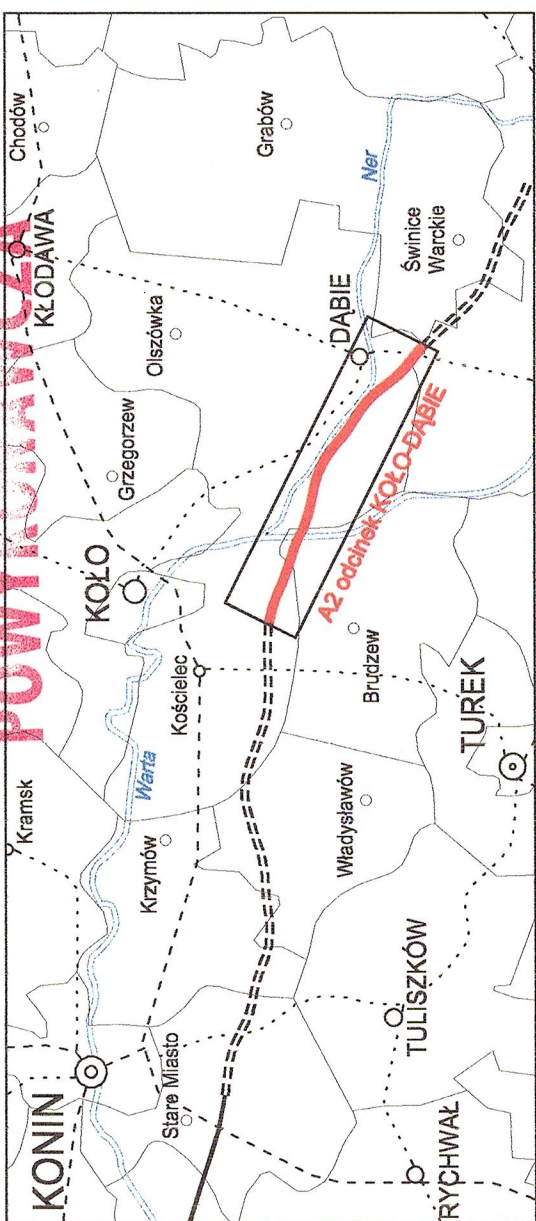 POWYKONAWCZA
KONIN
Kramsk
KOŁO
KŁODAWA
Chodów
Warta
Grzegorzew
Olszówka
Stare Miasto
Krzymów
Kościelec
Grabów
DĄBIE
Ner
A2 odcinek KOŁO-DĄBIE
Świnice
Warckie
Władysławów
Brudzew
TULISZKÓW
TUREK
RYCHWAŁ